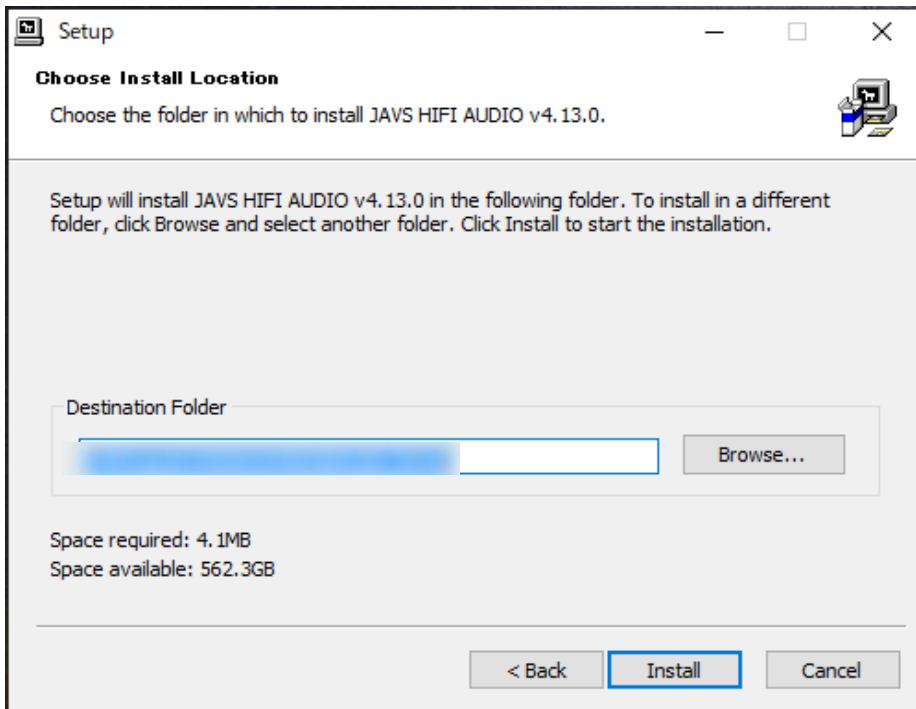 Setup
Choose Install Location
Choose the folder in which to install JAVS HIFI AUDIO v4.13.0.
Setup will install JAVS HIFI AUDIO v4.13.0 in the following folder. To install in a different
folder, click Browse and select another folder. Click Install to start the installation.
Destination Folder
Browse...
Space required: 4.1MB
Space available: 562.3GB
< Back
Install
Cancel